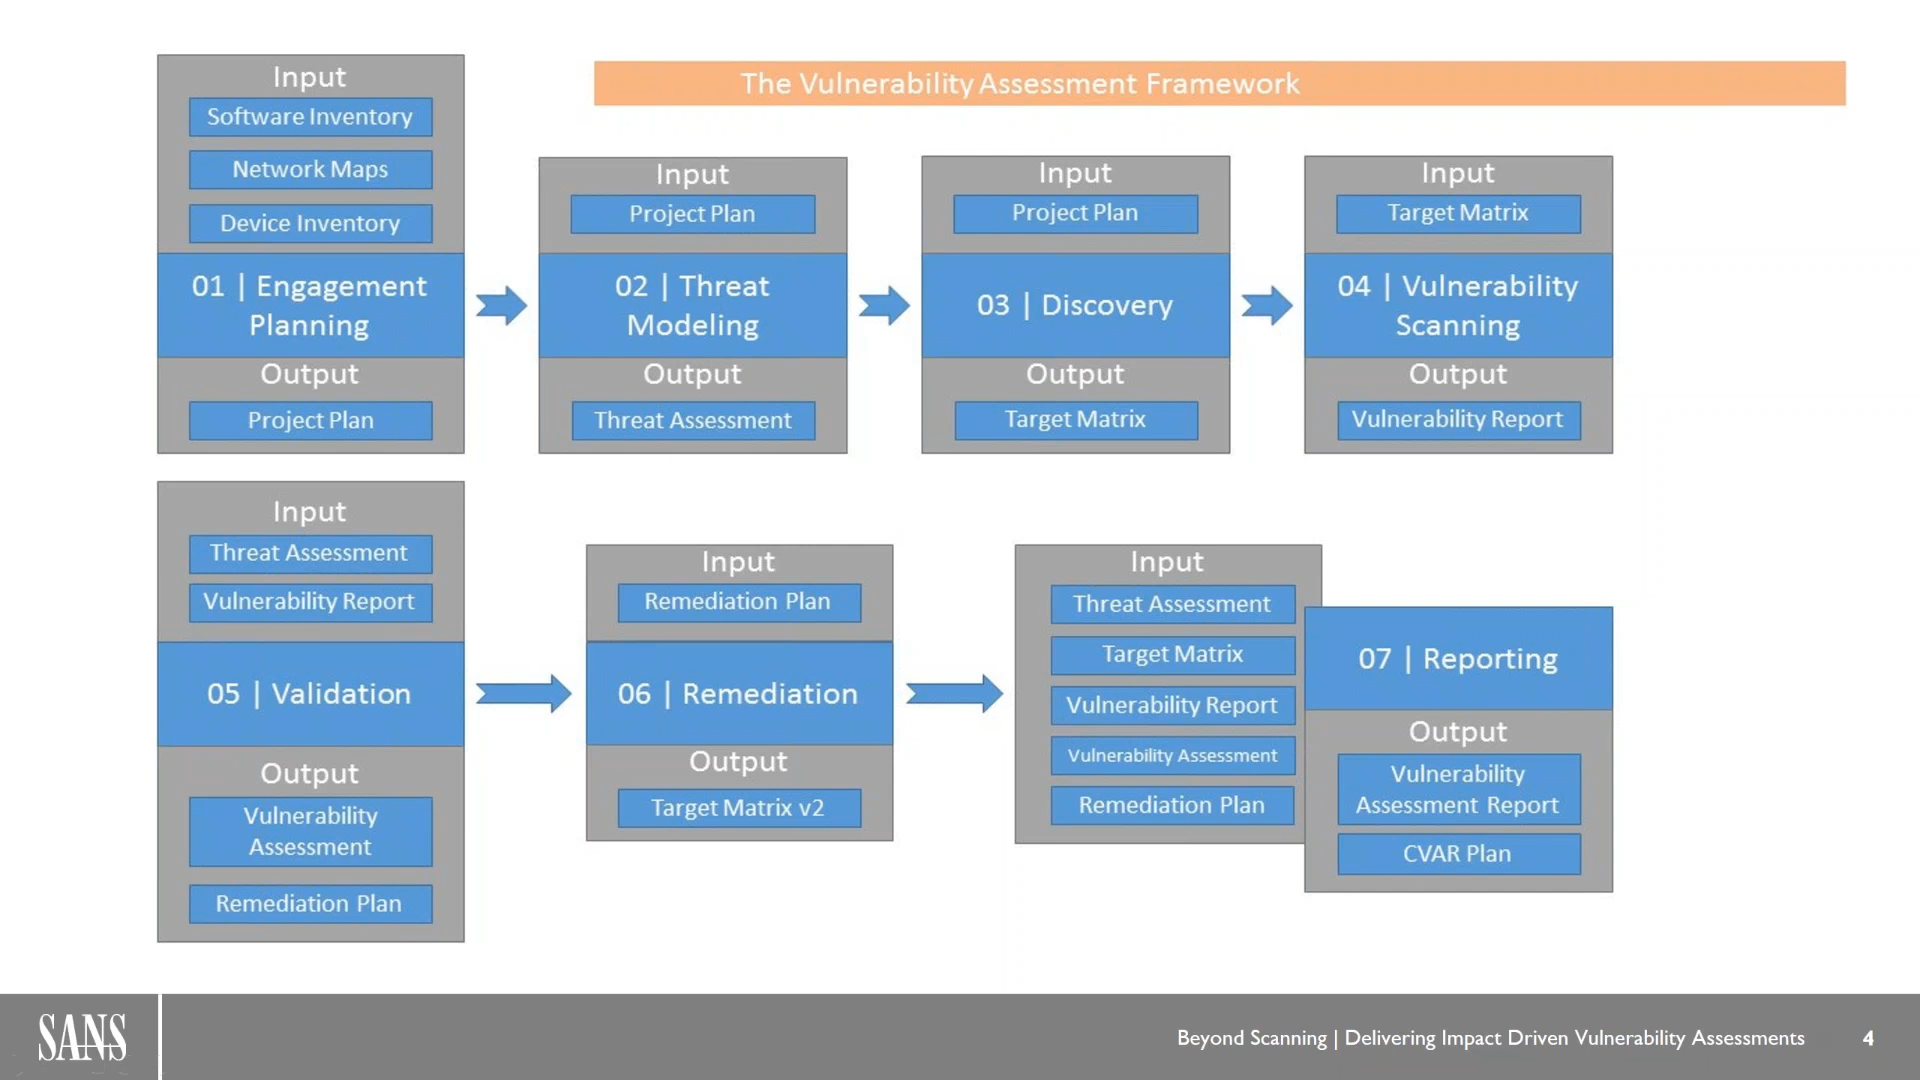 The Vulnerability Assessment Framework
Input
Software Inventory
Network Maps
Device Inventory
01 | Engagement
Planning
Output
Project Plan
Input
Project Plan
02 | Threat
Modeling
Output
Threat Assessment
Input
Project Plan
03 | Discovery
Output
Target Matrix
Input
Target Matrix
04 | Vulnerability
Scanning
Output
Vulnerability Report
Input
Threat Assessment
Vulnerability Report
05 | Validation
Output
Vulnerability
Assessment
Remediation Plan
Input
Remediation Plan
06 | Remediation
Output
Target Matrix v2
Input
Threat Assessment
Target Matrix
Vulnerability Report
Vulnerability Assessment
Remediation Plan
07 | Reporting
Output
Vulnerability
Assessment Report
CVAR Plan
SANS
Beyond Scanning | Delivering Impact Driven Vulnerability Assessments
4